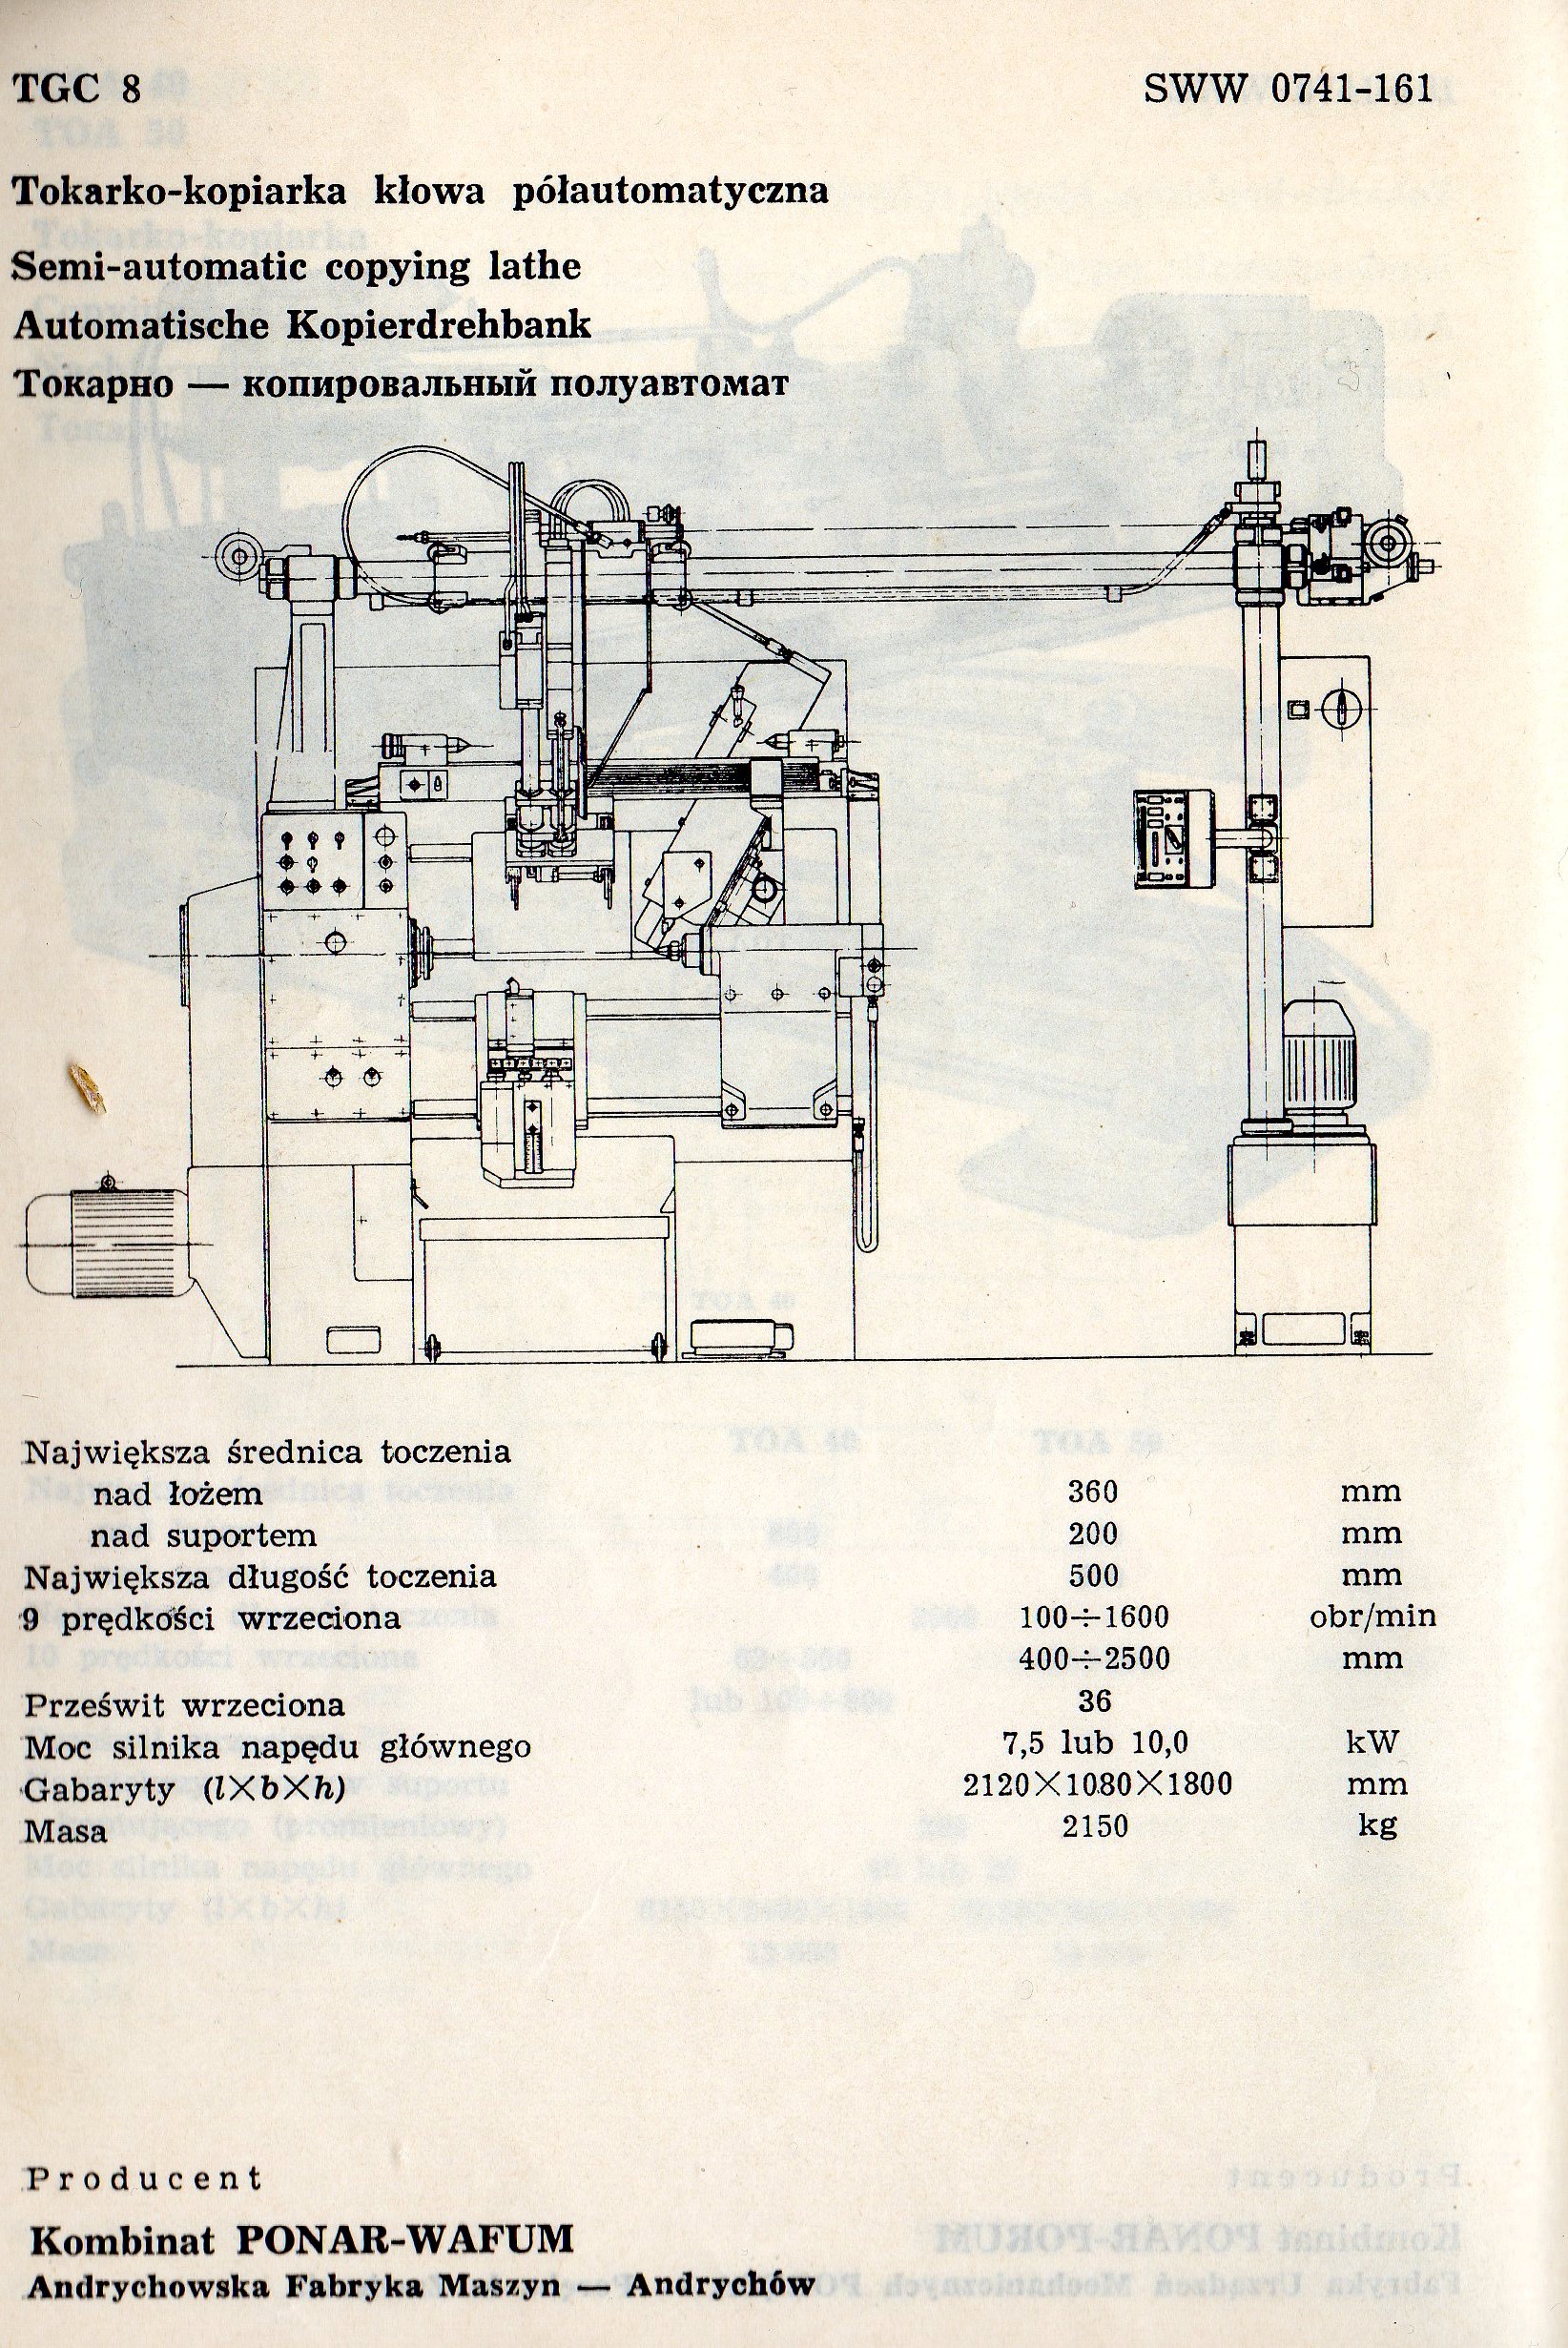 TGC 8 SWW 0741-161
Tokarko-kopiarka kłowa półautomatyczna
Semi-automatic copying lathe
Automatische Kopierdrehbank
Токарно — копировальный полуавтомат
Największa średnica toczenia
nad łożem 360 mm
nad suportem 200 mm
Największa długość toczenia 500 mm
9 prędkości wrzeciona 100÷1600 obr/min
400÷2500 mm
Prześwit wrzeciona 36
Moc silnika napędu głównego 7,5 lub 10,0 kW
Gabaryty (l×b×h) 2120×1080×1800 mm
Masa 2150 kg
Producent
Kombinat PONAR-WAFUM
Andrychowska Fabryka Maszyn — Andrychów